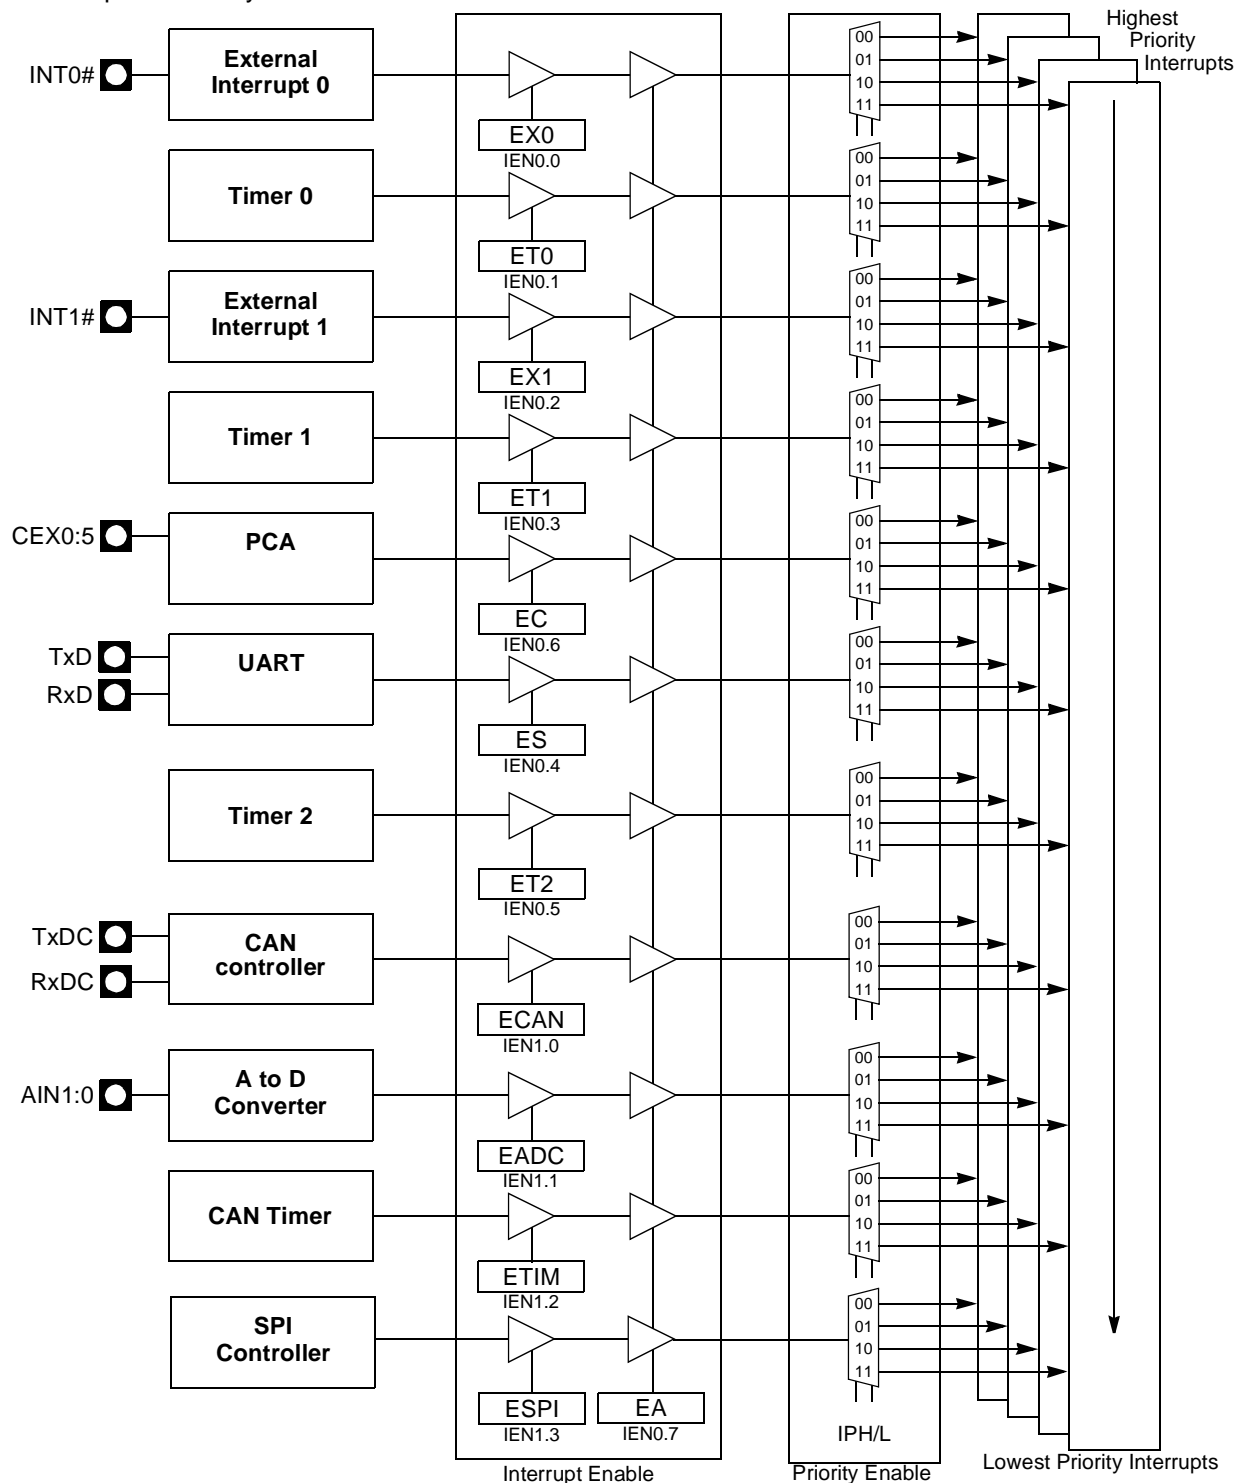 Highest
Priority
Interrupts
INT0#
External
Interrupt 0
EX0
IEN0.0
00
01
10
11
Timer 0
ET0
IEN0.1
00
01
10
11
INT1#
External
Interrupt 1
EX1
IEN0.2
00
01
10
11
Timer 1
ET1
IEN0.3
00
01
10
11
CEX0:5
PCA
EC
IEN0.6
00
01
10
11
TxD
RxD
UART
ES
IEN0.4
00
01
10
11
Timer 2
ET2
IEN0.5
00
01
10
11
TxDC
RxDC
CAN
controller
ECAN
IEN1.0
00
01
10
11
AIN1:0
A to D
Converter
EADC
IEN1.1
00
01
10
11
CAN Timer
ETIM
IEN1.2
00
01
10
11
SPI
Controller
ESPI
IEN1.3
EA
IEN0.7
00
01
10
11
IPH/L
Interrupt Enable
Priority Enable
Lowest Priority Interrupts